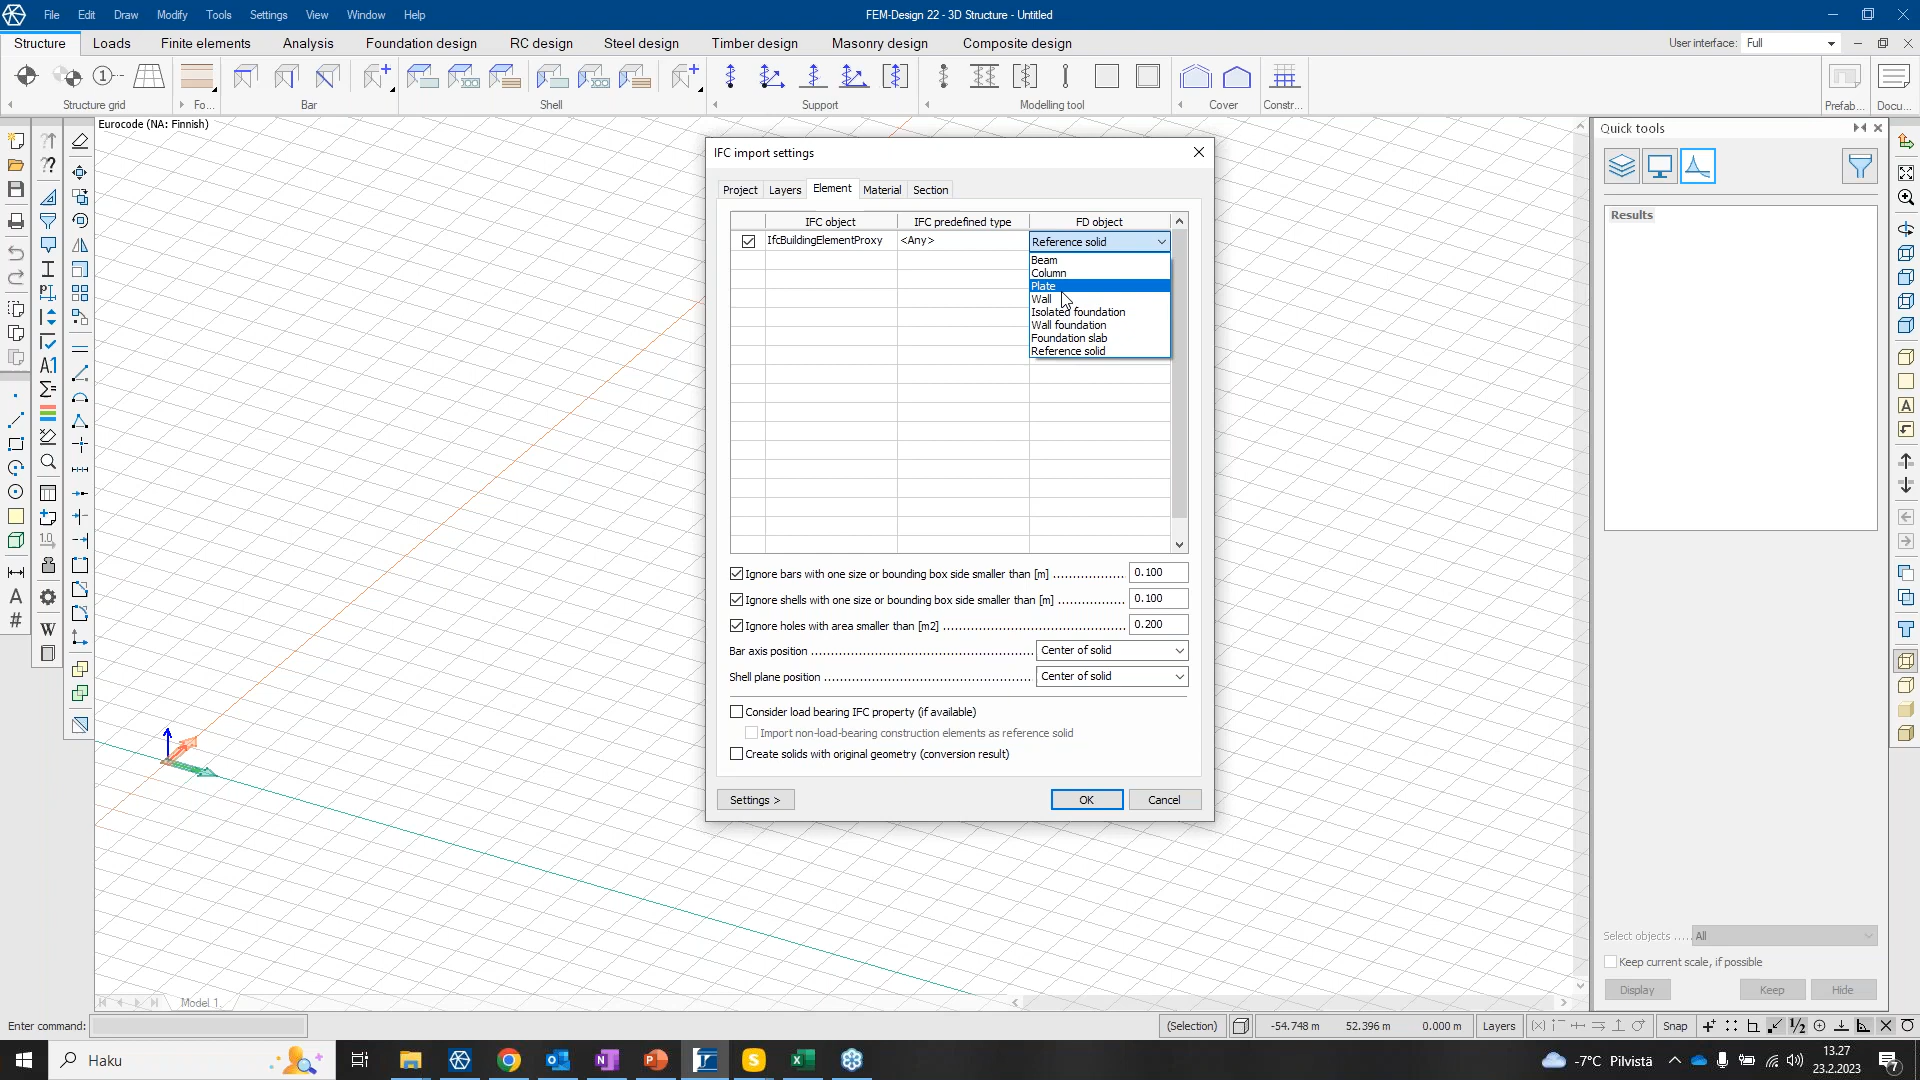 File Edit Draw Modify Tools Settings View Window Help
FEM-Design 22 - 3D Structure - Untitled
Structure Loads Finite elements Analysis Foundation design RC design Steel design Timber design Masonry design Composite design
User interface: Full
Structure grid Fo... Bar Shell Support Modelling tool Cover Constr... Prefab... Docu...
Eurocode (NA: Finnish)
Quick tools
Results
IFC import settings
Project Layers Element Material Section
IFC object IFC predefined type FD object
IfcBuildingElementProxy <Any> Reference solid
Beam
Column
Plate
Wall
Isolated foundation
Wall foundation
Foundation slab
Reference solid
Ignore bars with one size or bounding box side smaller than [m] 0.100
Ignore shells with one size or bounding box side smaller than [m] 0.100
Ignore holes with area smaller than [m2] 0.200
Bar axis position Center of solid
Shell plane position Center of solid
Consider load bearing IFC property (if available)
Import non-load-bearing construction elements as reference solid
Create solids with original geometry (conversion result)
Settings > OK Cancel
Select objects ..... All
Keep current scale, if possible
Display Keep Hide
Model 1
Enter command:
(Selection) -54.748 m 52.396 m 0.000 m Layers Snap 1/2
Haku
-7°C Pilvistä
13.27
23.2.2023
7